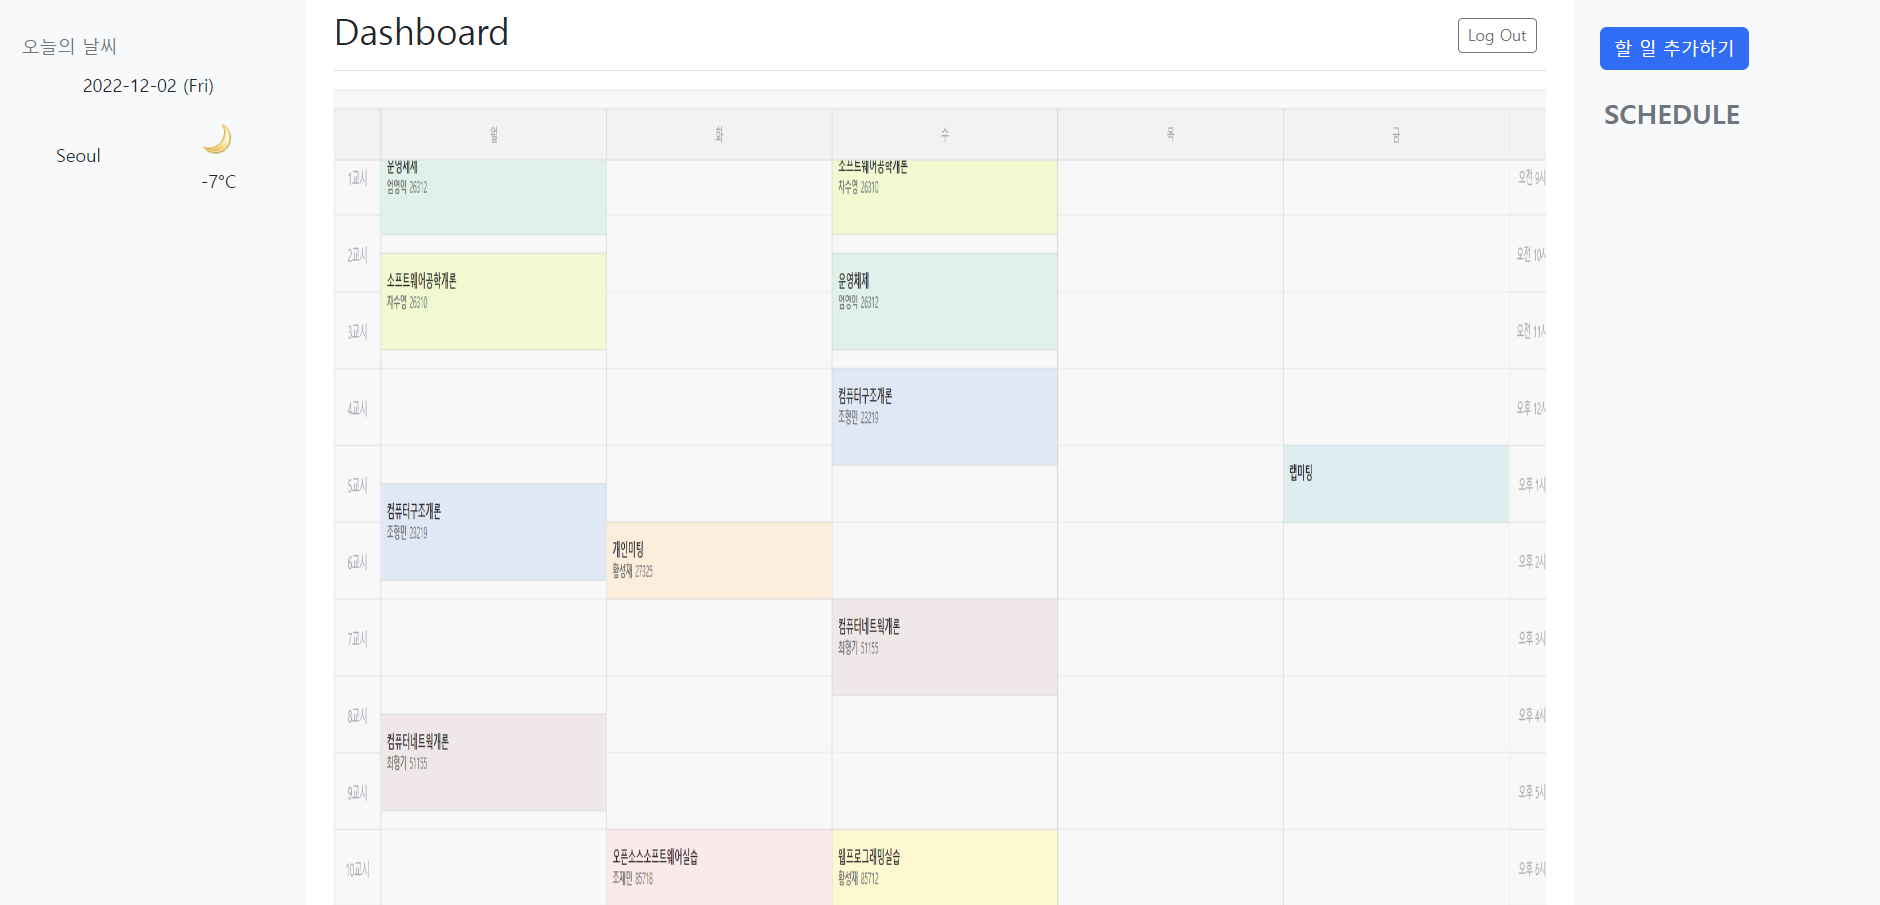 오늘의 날씨
2022-12-02 (Fri)
Seoul
-7°C
Dashboard
Log Out
월
화
수
목
금
1교시
2교시
3교시
4교시
5교시
6교시
7교시
8교시
9교시
10교시
운영체제
엄영익 26312
소프트웨어공학개론
차수영 26310
컴퓨터구조개론
조형민 23219
컴퓨터네트워크개론
최형기 51155
개인미팅
황성재 27325
오픈소스소프트웨어실습
조재민 85718
소프트웨어공학개론
차수영 26310
운영체제
엄영익 26312
컴퓨터구조개론
조형민 23219
컴퓨터네트워크개론
최형기 51155
웹프로그래밍실습
황성재 85712
랩미팅
오전 9시
오전 10시
오전 11시
오후 12시
오후 1시
오후 2시
오후 3시
오후 4시
오후 5시
오후 6시
할 일 추가하기
SCHEDULE